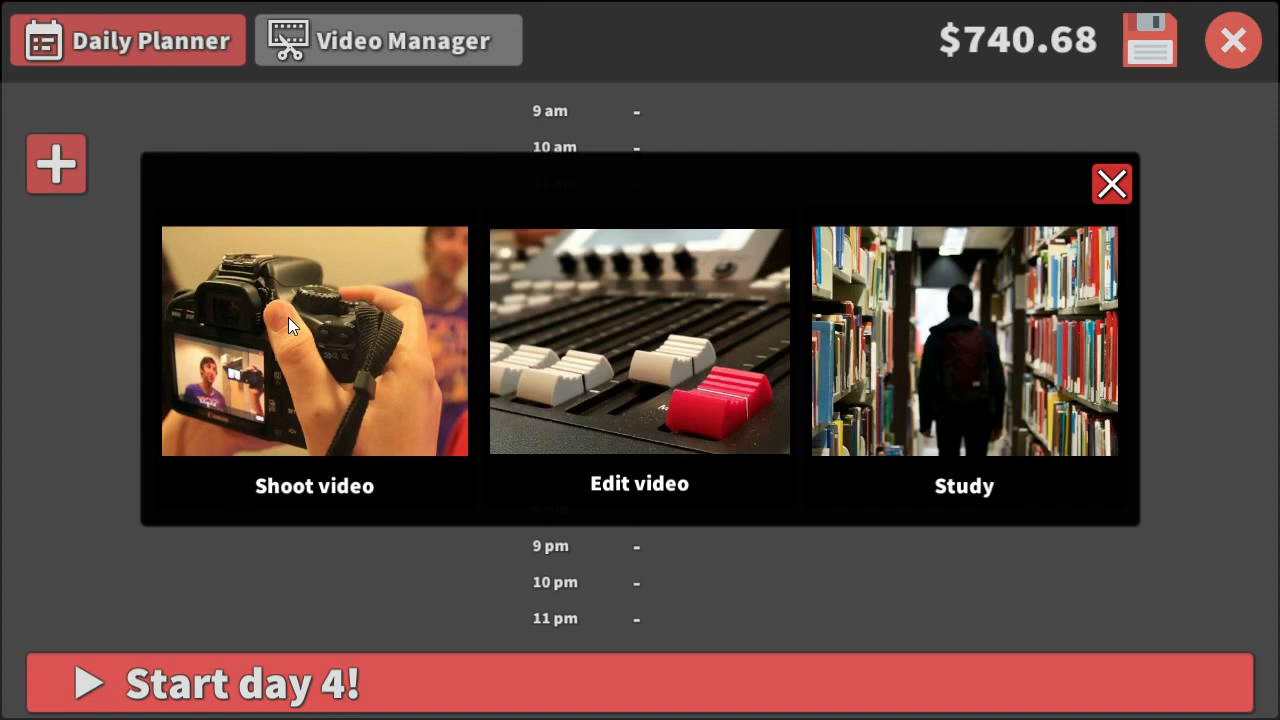 Daily Planner
Video Manager
$740.68
9 am -
10 am -
Shoot video
Edit video
Study
9 pm -
10 pm -
11 pm -
Start day 4!